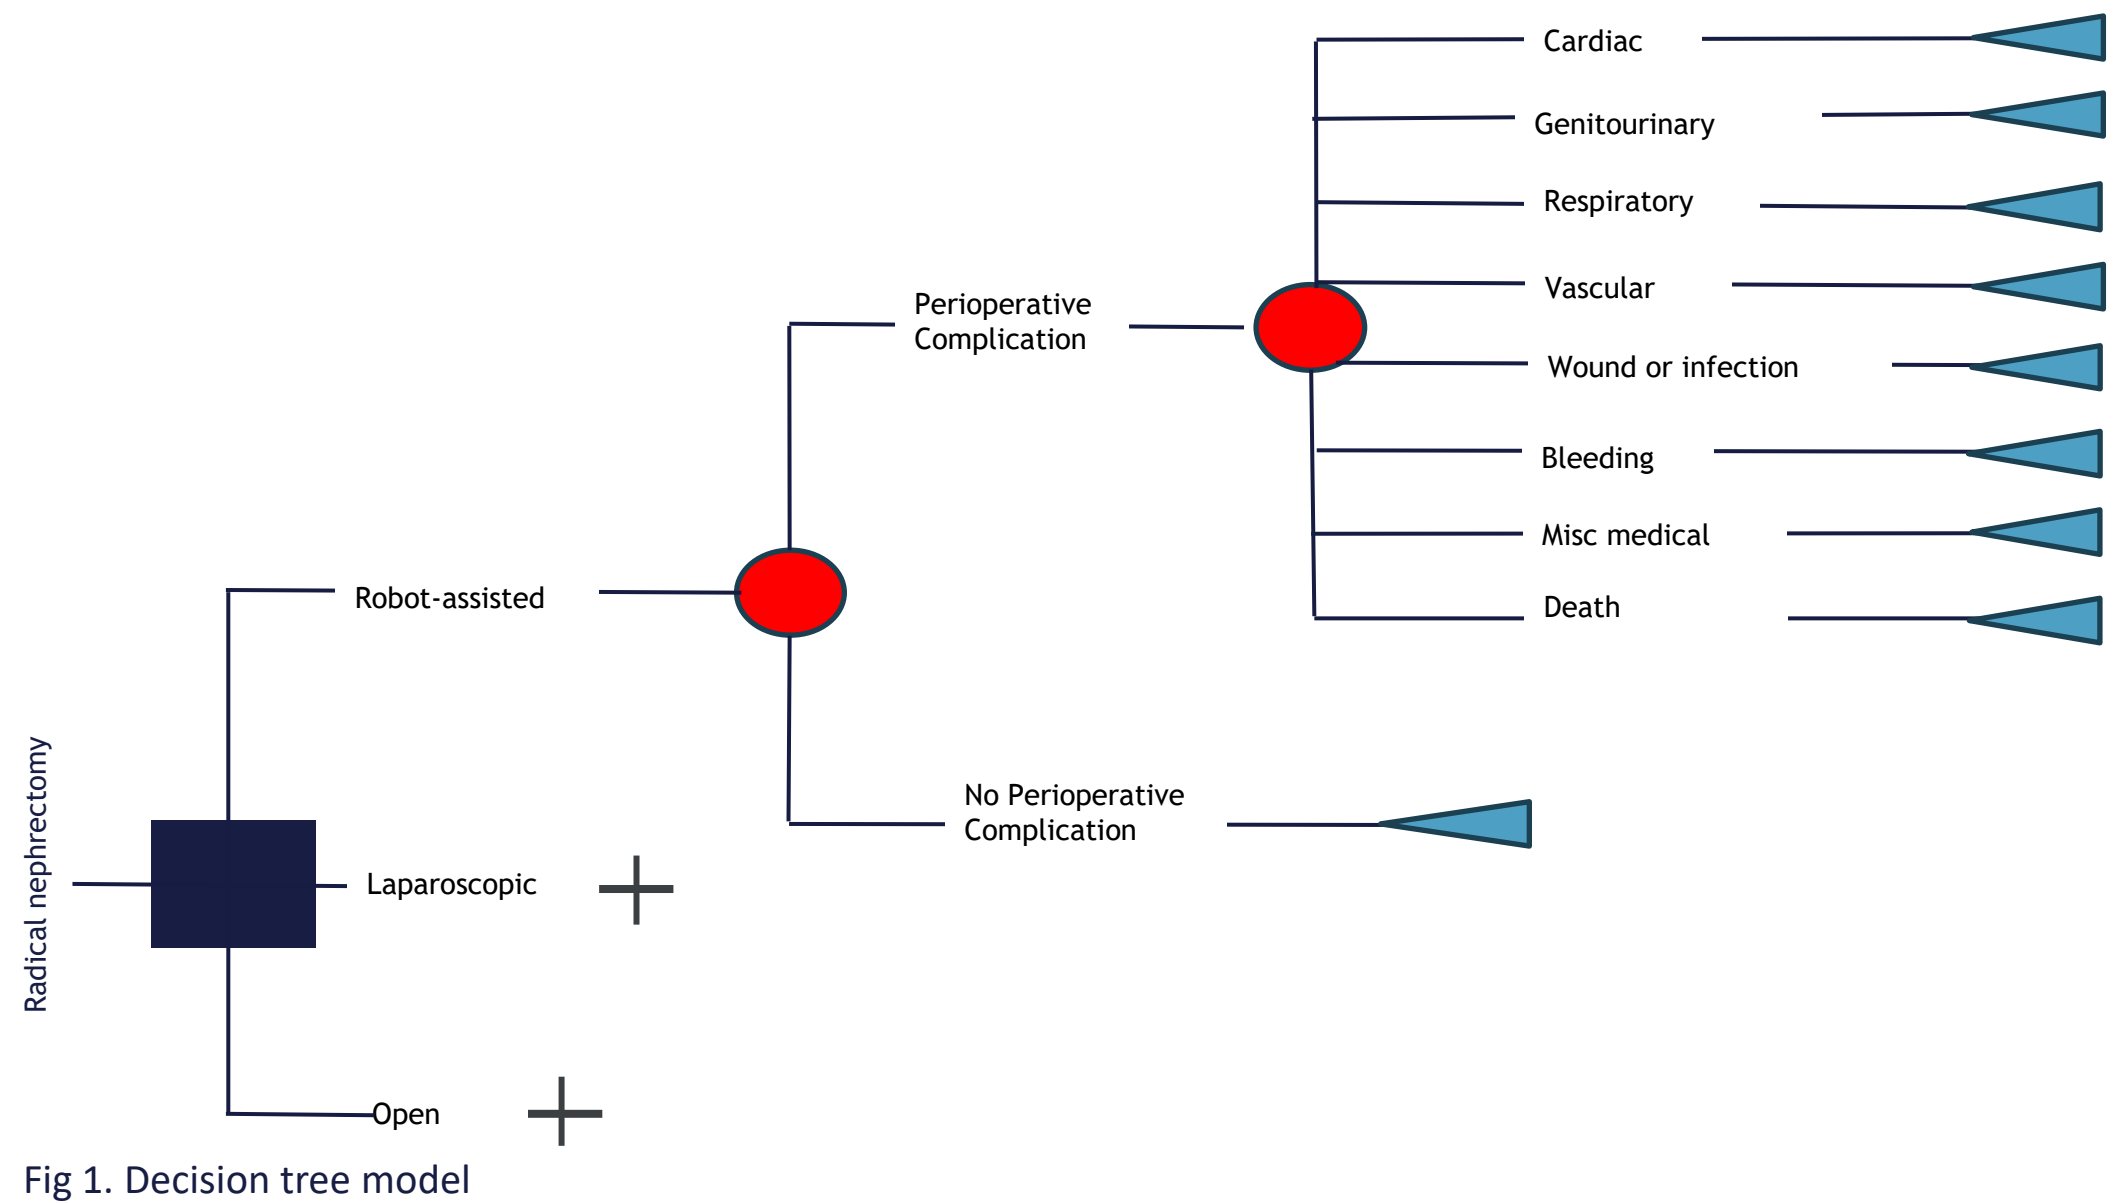 Cardiac
Genitourinary
Respiratory
Vascular
Perioperative
Complication
Wound or infection
Bleeding
Misc medical
Death
Robot-assisted
No Perioperative
Complication
Radical nephrectomy
Laparoscopic
Open
Fig 1. Decision tree model